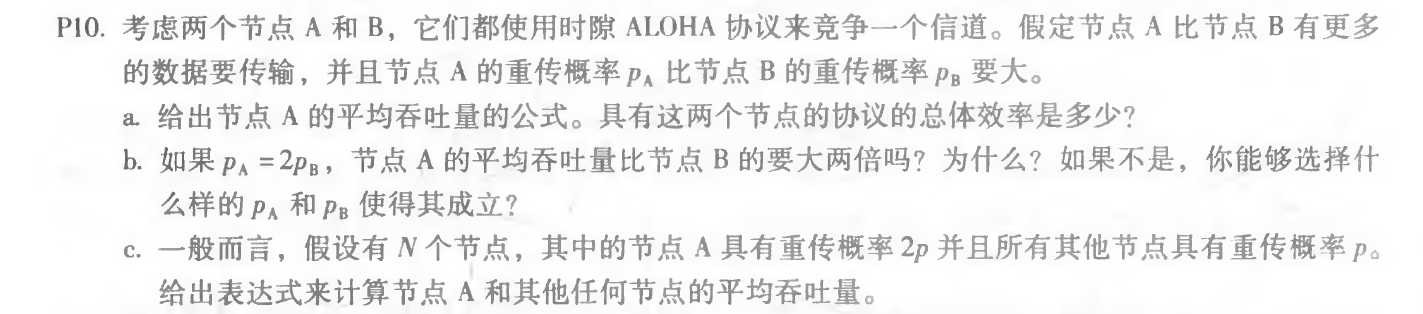 P10. 考虑两个节点 A 和 B，它们都使用时隙 ALOHA 协议来竞争一个信道。假定节点 A 比节点 B 有更多
的数据要传输，并且节点 A 的重传概率 p_A 比节点 B 的重传概率 p_B 要大。
a. 给出节点 A 的平均吞吐量的公式。具有这两个节点的协议的总体效率是多少？
b. 如果 p_A = 2p_B，节点 A 的平均吞吐量比节点 B 的要大两倍吗？为什么？如果不是，你能够选择什
么样的 p_A 和 p_B 使得其成立？
c. 一般而言，假设有 N 个节点，其中的节点 A 具有重传概率 2p 并且所有其他节点具有重传概率 p。
给出表达式来计算节点 A 和其他任何节点的平均吞吐量。